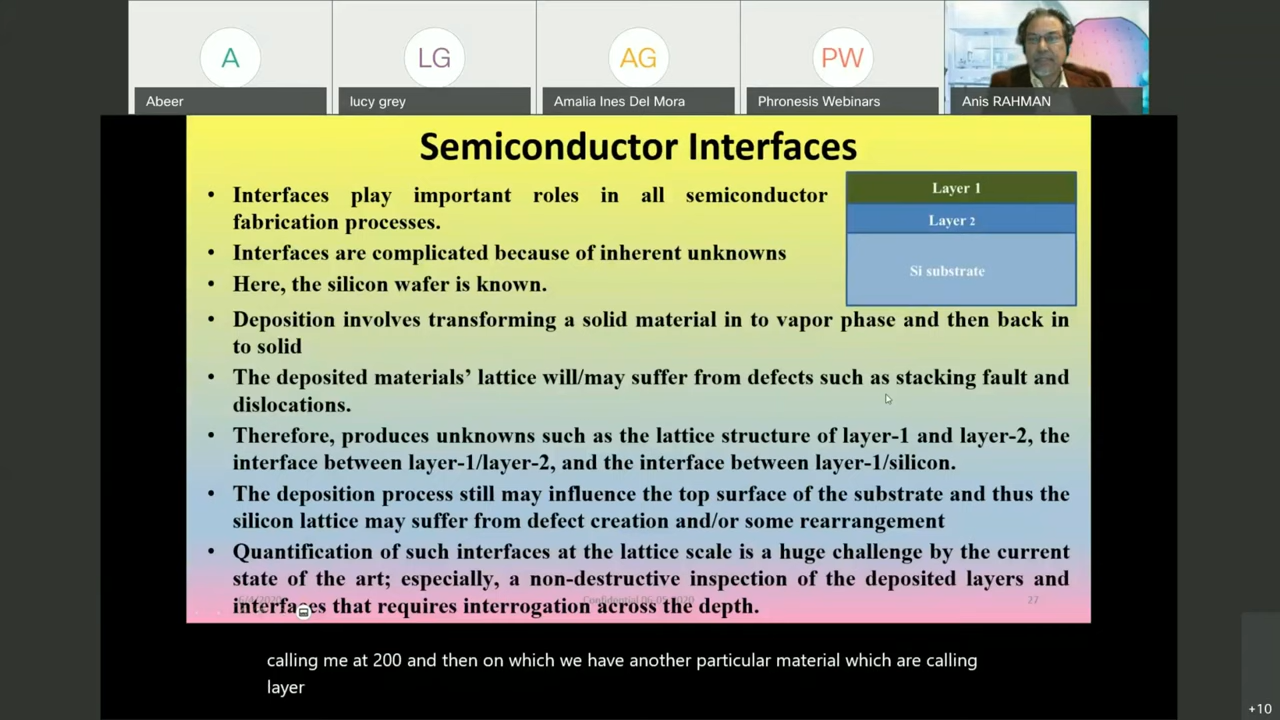 A
LG
AG
PW
Abeer
lucy grey
Amalia Ines Del Mora
Phronesis Webinars
Anis RAHMAN
Semiconductor Interfaces
• Interfaces play important roles in all semiconductor
fabrication processes.
• Interfaces are complicated because of inherent unknowns
• Here, the silicon wafer is known.
Layer 1
Layer 2
Si substrate
• Deposition involves transforming a solid material in to vapor phase and then back in
to solid
• The deposited materials’ lattice will/may suffer from defects such as stacking fault and
dislocations.
• Therefore, produces unknowns such as the lattice structure of layer-1 and layer-2, the
interface between layer-1/layer-2, and the interface between layer-1/silicon.
• The deposition process still may influence the top surface of the substrate and thus the
silicon lattice may suffer from defect creation and/or some rearrangement
• Quantification of such interfaces at the lattice scale is a huge challenge by the current
state of the art; especially, a non-destructive inspection of the deposited layers and
interfaces that requires interrogation across the depth.
27
calling me at 200 and then on which we have another particular material which are calling
layer
+10